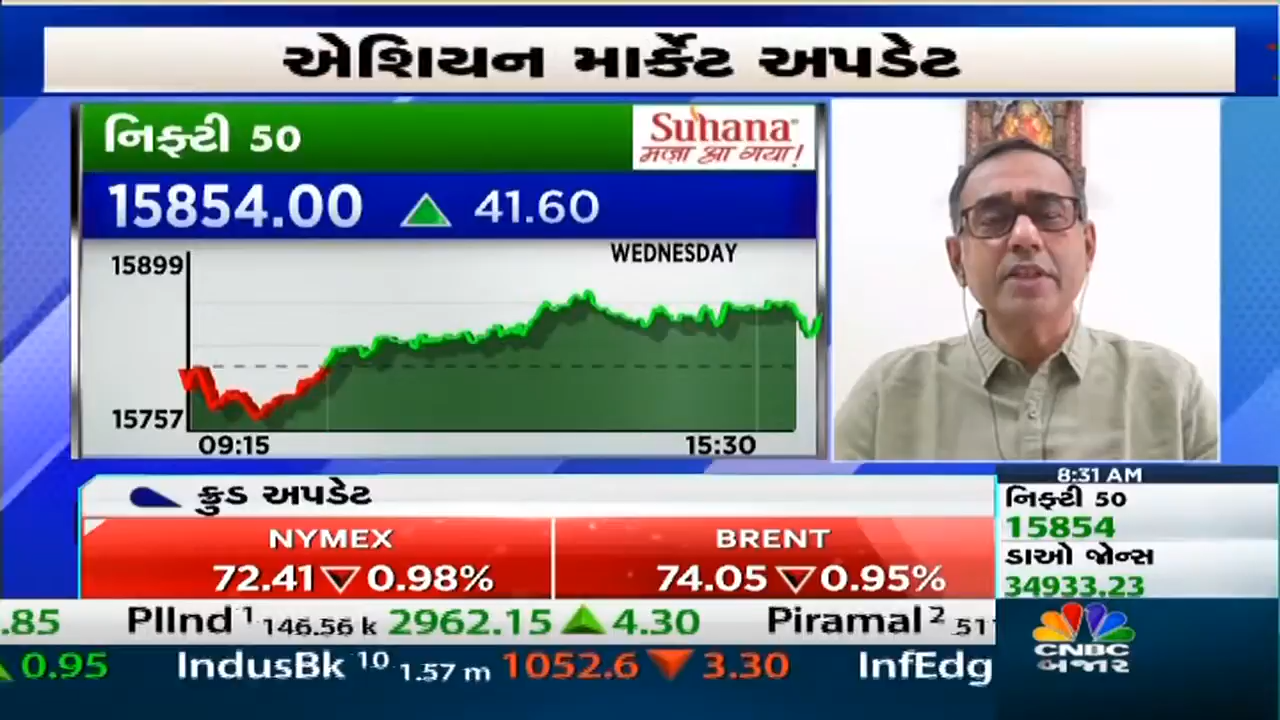 એશિયન માર્કેટ અપડેટ
નિફ્ટી 50
Suhana
मज़ा आ गया!
15854.00 ▲ 41.60
WEDNESDAY
15899
15757
09:15 15:30
ક્રુડ અપડેટ
NYMEX
72.41 ▼ 0.98%
BRENT
74.05 ▼ 0.95%
8:31 AM
નિફ્ટી 50
15854
ડાઓ જોન્સ
34933.23
.85 PIInd 1 146.56 k 2962.15 ▲ 4.30 Piramal 2 .51
0.95 IndusBk 10 1.57 m 1052.6 ▼ 3.30 InfEdg
CNBC
બજાર